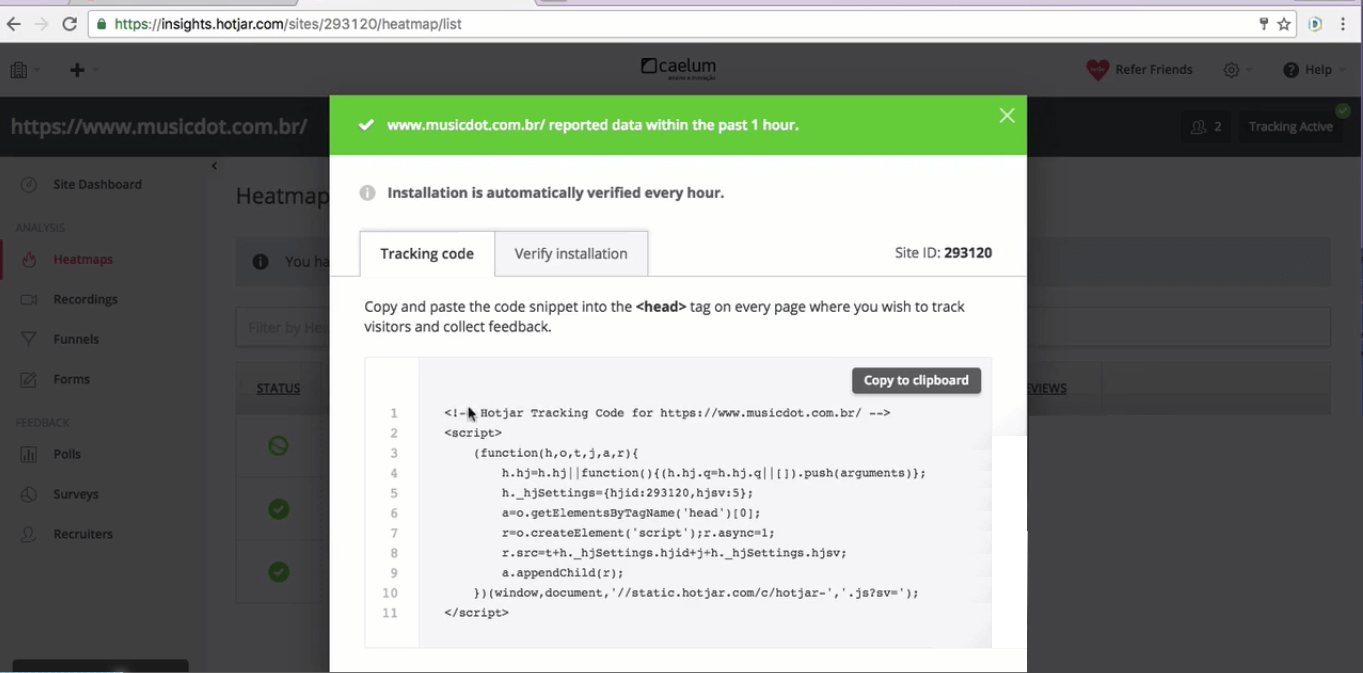 https://insights.hotjar.com/sites/293120/heatmap/list
caelum
Refer Friends
Help
https://www.musicdot.com.br/
2
Tracking Active
www.musicdot.com.br/ reported data within the past 1 hour.
Site Dashboard
ANALYSIS
Heatmaps
Recordings
Funnels
Forms
FEEDBACK
Polls
Surveys
Recruiters
Heatmap
You ha
Filter by He
STATUS
EVIEWS
Installation is automatically verified every hour.
Tracking code
Verify installation
Site ID: 293120
Copy and paste the code snippet into the <head> tag on every page where you wish to track
visitors and collect feedback.
Copy to clipboard
1 <!-- Hotjar Tracking Code for https://www.musicdot.com.br/ -->
2 <script>
3 (function(h,o,t,j,a,r){
4 h.hj=h.hj||function(){(h.hj.q=h.hj.q||[]).push(arguments)};
5 h._hjSettings={hjid:293120,hjsv:5};
6 a=o.getElementsByTagName('head')[0];
7 r=o.createElement('script');r.async=1;
8 r.src=t+h._hjSettings.hjid+j+h._hjSettings.hjsv;
9 a.appendChild(r);
10 })(window,document,'//static.hotjar.com/c/hotjar-','.js?sv=');
11 </script>